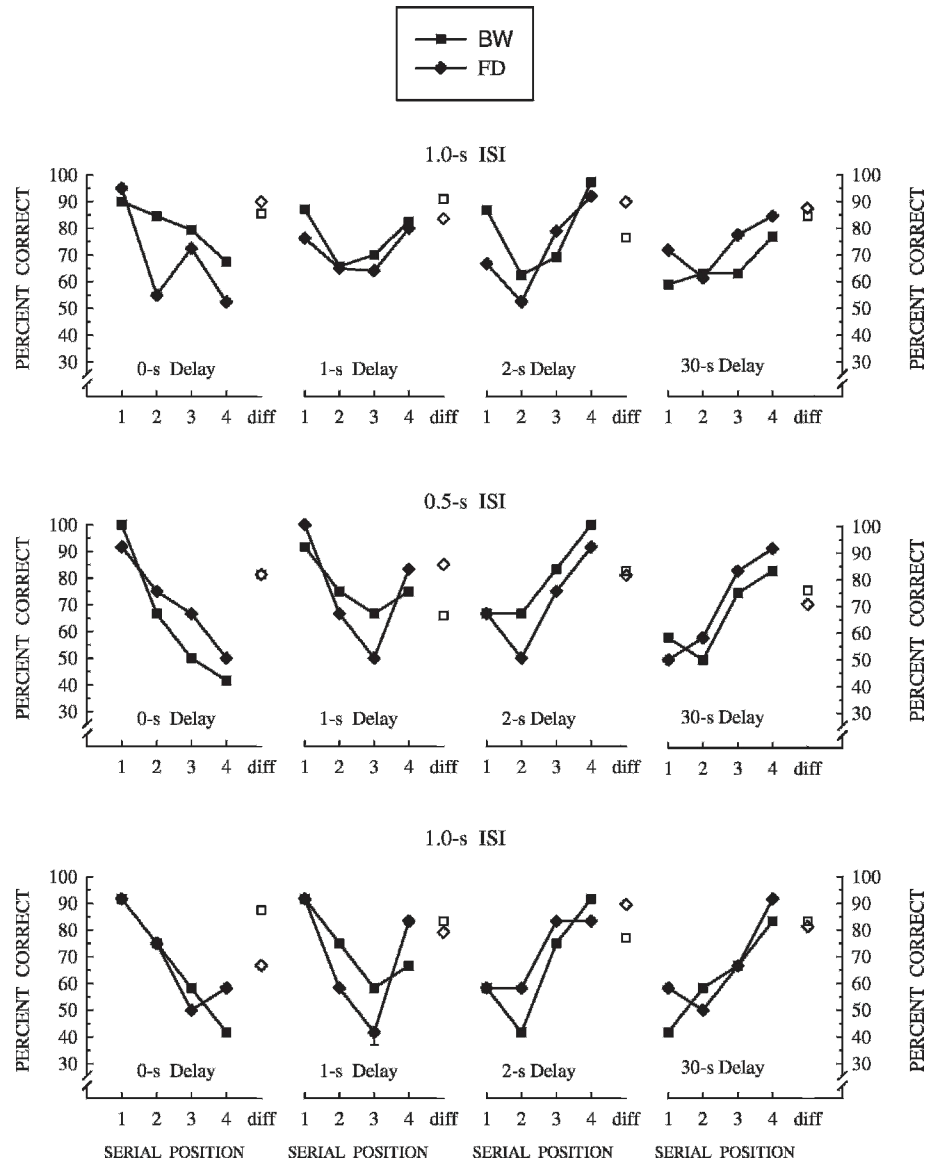 BW
FD
1.0-s ISI
PERCENT CORRECT
100
90
80
70
60
50
40
30
0-s Delay
1-s Delay
2-s Delay
30-s Delay
100
90
80
70
60
50
40
30
PERCENT CORRECT
1 2 3 4 diff
1 2 3 4 diff
1 2 3 4 diff
1 2 3 4 diff
0.5-s ISI
PERCENT CORRECT
100
90
80
70
60
50
40
30
0-s Delay
1-s Delay
2-s Delay
30-s Delay
100
90
80
70
60
50
40
30
PERCENT CORRECT
1 2 3 4 diff
1 2 3 4 diff
1 2 3 4 diff
1 2 3 4 diff
1.0-s ISI
PERCENT CORRECT
100
90
80
70
60
50
40
30
0-s Delay
1-s Delay
2-s Delay
30-s Delay
100
90
80
70
60
50
40
30
PERCENT CORRECT
1 2 3 4 diff
1 2 3 4 diff
1 2 3 4 diff
1 2 3 4 diff
SERIAL POSITION
SERIAL POSITION
SERIAL POSITION
SERIAL POSITION